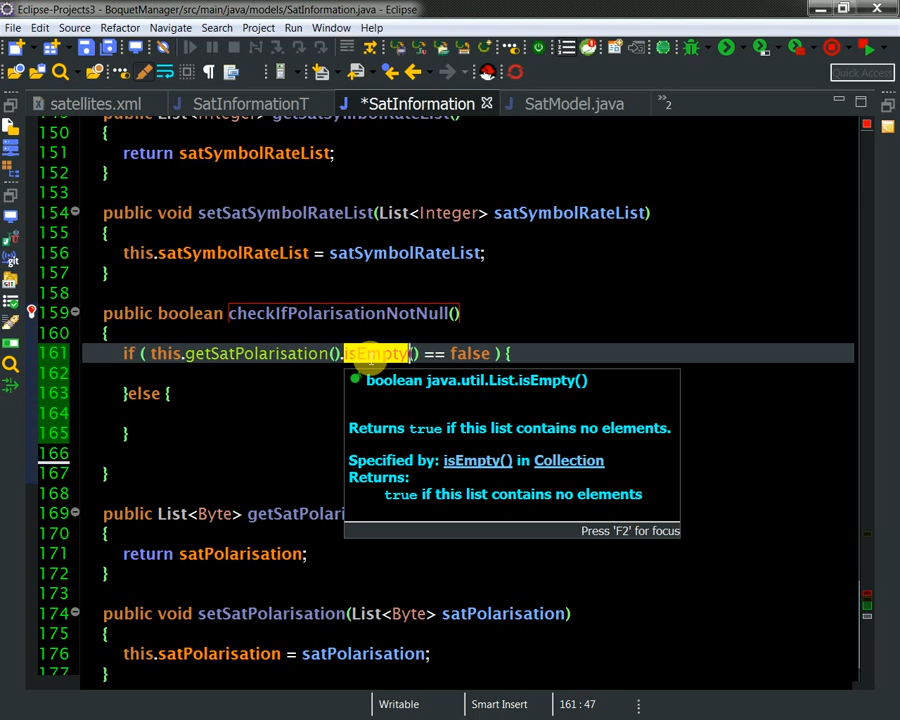 Eclipse-Projects3 - BoquetManager/src/main/java/models/SatInformation.java - Eclipse
File Edit Source Refactor Navigate Search Project Run Window Help
Quick Access
satellites.xml SatInformationT *SatInformation SatModel.java »2
public List<Integer> getSatSymbolRateList()
150 {
151 return satSymbolRateList;
152 }
153
154 public void setSatSymbolRateList(List<Integer> satSymbolRateList)
155 {
156 this.satSymbolRateList = satSymbolRateList;
157 }
158
159 public boolean checkIfPolarisationNotNull()
160 {
161 if ( this.getSatPolarisation().isEmpty() == false ) {
162
163 }else {
164
165 }
166
167 }
168
169 public List<Byte> getSatPolari
170 {
171 return satPolarisation;
172 }
173
174 public void setSatPolarisation(List<Byte> satPolarisation)
175 {
176 this.satPolarisation = satPolarisation;
177 }
boolean java.util.List.isEmpty()
Returns true if this list contains no elements.
Specified by: isEmpty() in Collection
Returns:
true if this list contains no elements
Press 'F2' for focus
Writable Smart Insert 161 : 47